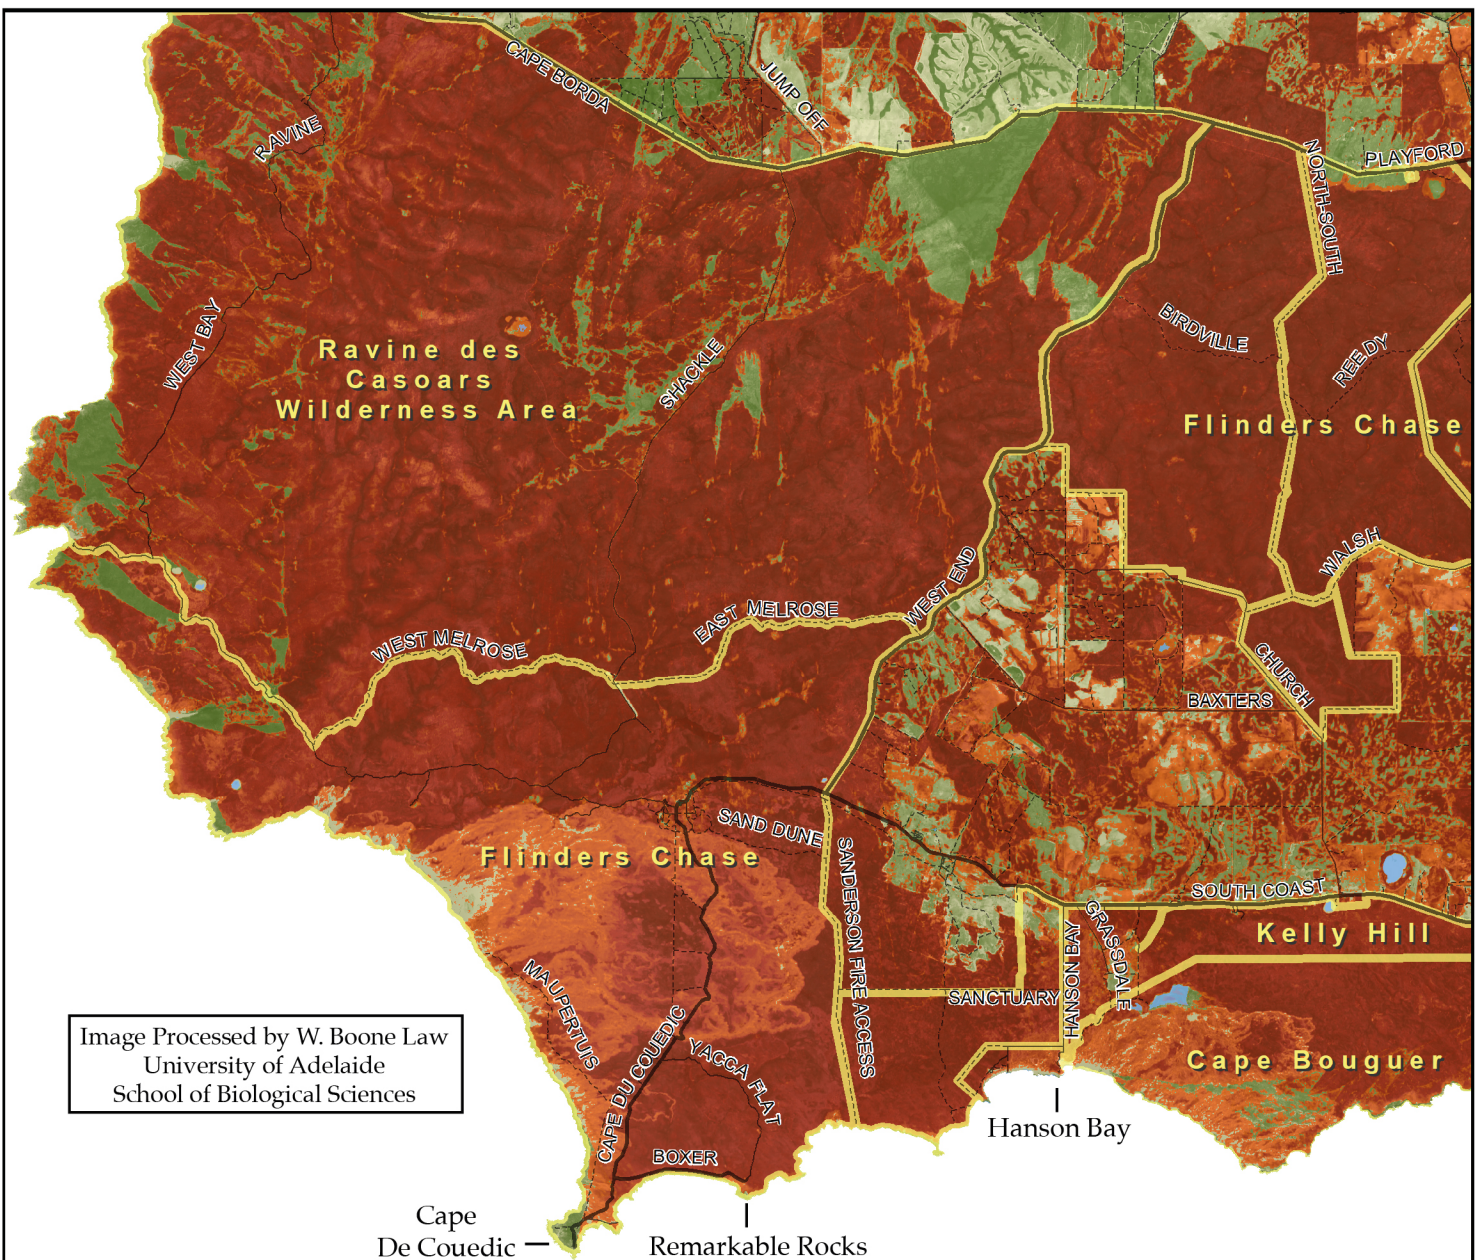 CAPE BORDA
JUMP OFF
RAVINE
NORTH-SOUTH
PLAYFORD
WEST BAY
BIRDVILLE
REEDY
SHACKLE
Ravine des
Casoars
Wilderness Area
Flinders Chase
WALSH
WEST END
EAST MELROSE
WEST MELROSE
CHURCH
BAXTERS
SAND DUNE
Flinders Chase
SANDERSON FIRE ACCESS
SOUTH COAST
GRASSDALE
Kelly Hill
HANSON BAY
SANCTUARY
MAUPERTUIS
CAPE DU COUEDIC
YACCA FLAT
Cape Bouguer
Image Processed by W. Boone Law
University of Adelaide
School of Biological Sciences
Hanson Bay
BOXER
Cape
De Couedic
Remarkable Rocks